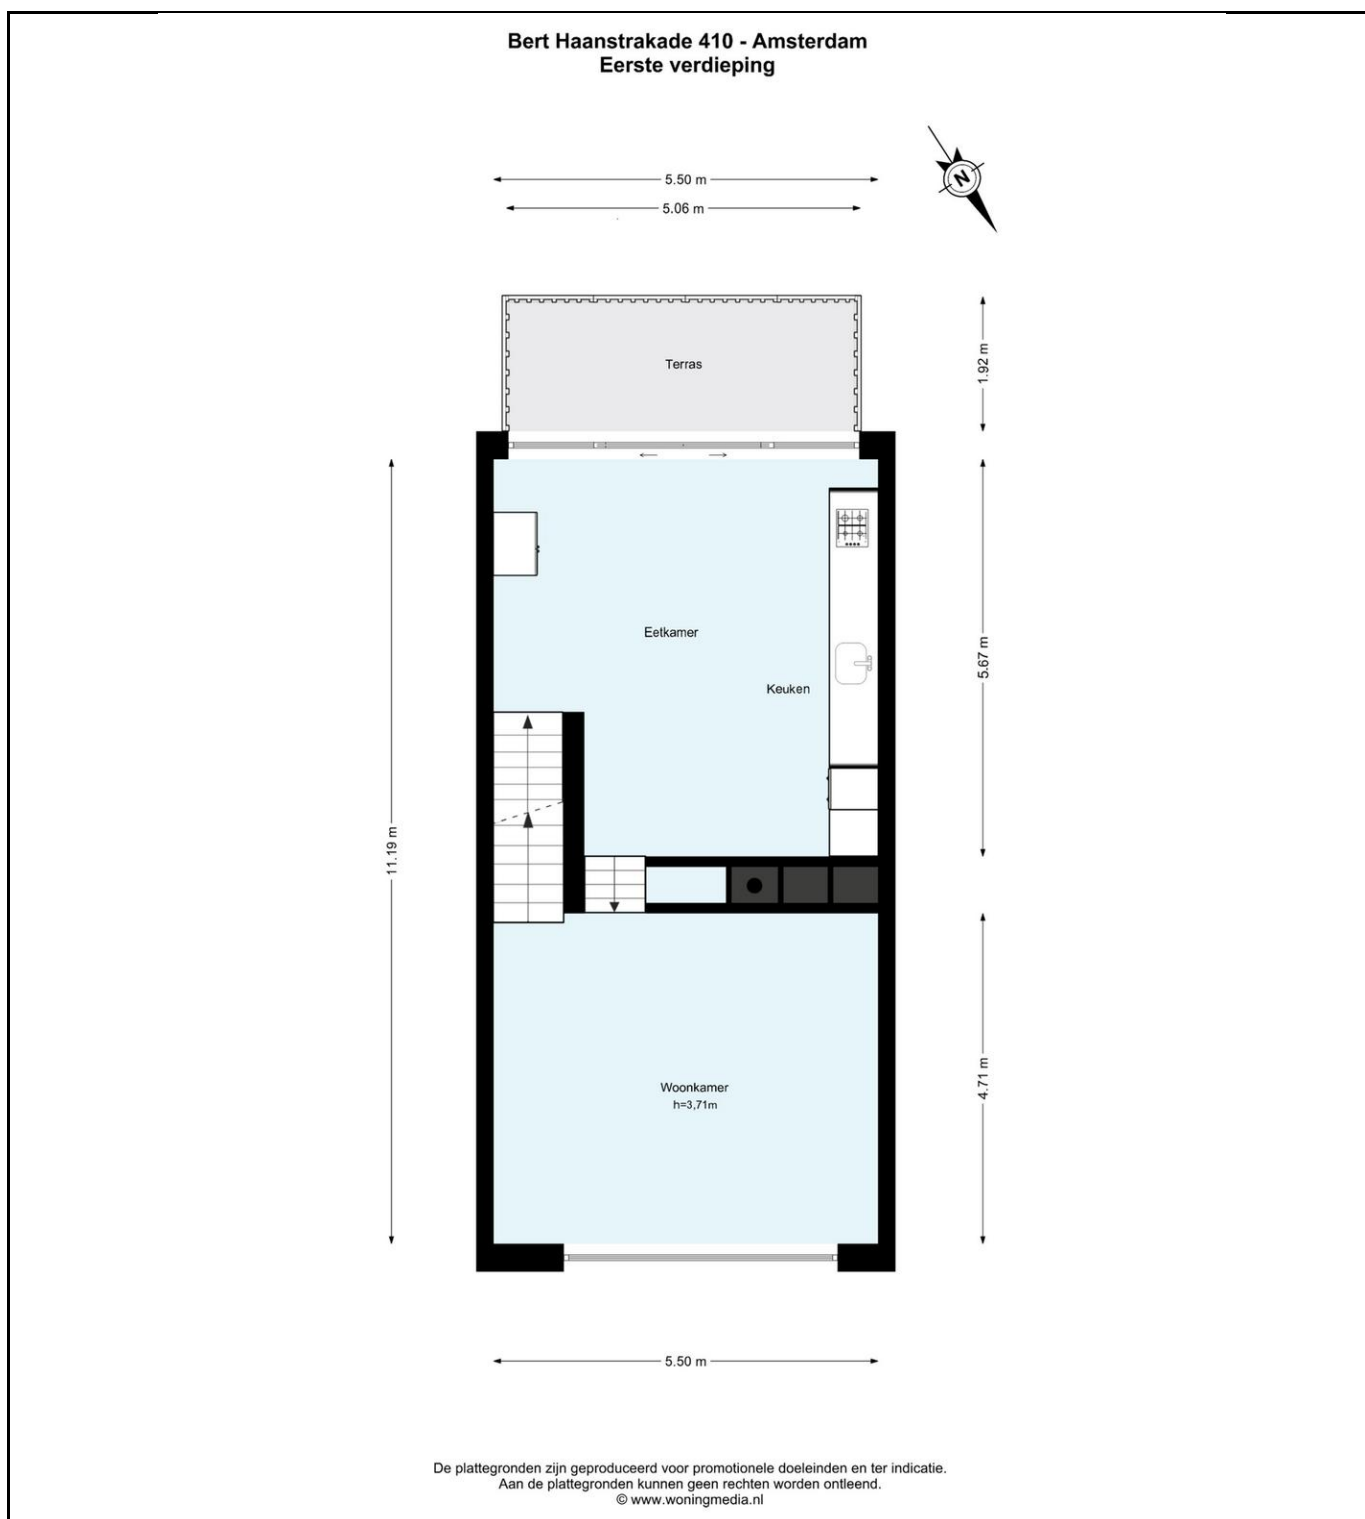 Bert Haanstrakade 410 - Amsterdam
Eerste verdieping
N
5.50 m
5.06 m
1.92 m
Terras
5.67 m
Eetkamer
Keuken
11.19 m
4.71 m
Woonkamer
h=3,71m
5.50 m
De plattegronden zijn geproduceerd voor promotionele doeleinden en ter indicatie.
Aan de plattegronden kunnen geen rechten worden ontleend.
© www.woningmedia.nl